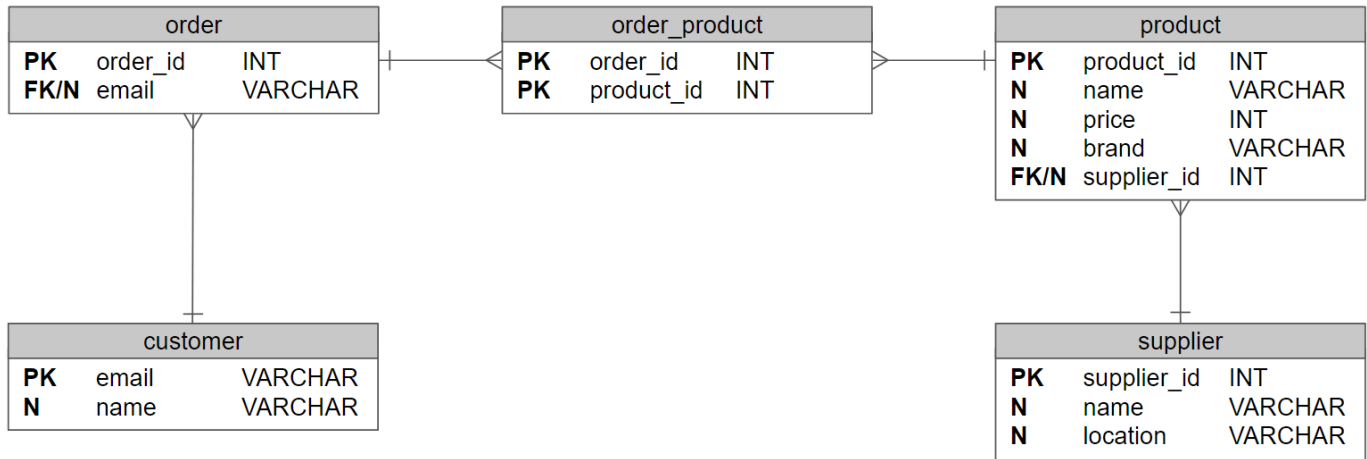 order
PK order_id INT
FK/N email VARCHAR
order_product
PK order_id INT
PK product_id INT
product
PK product_id INT
N name VARCHAR
N price INT
N brand VARCHAR
FK/N supplier_id INT
customer
PK email VARCHAR
N name VARCHAR
supplier
PK supplier_id INT
N name VARCHAR
N location VARCHAR